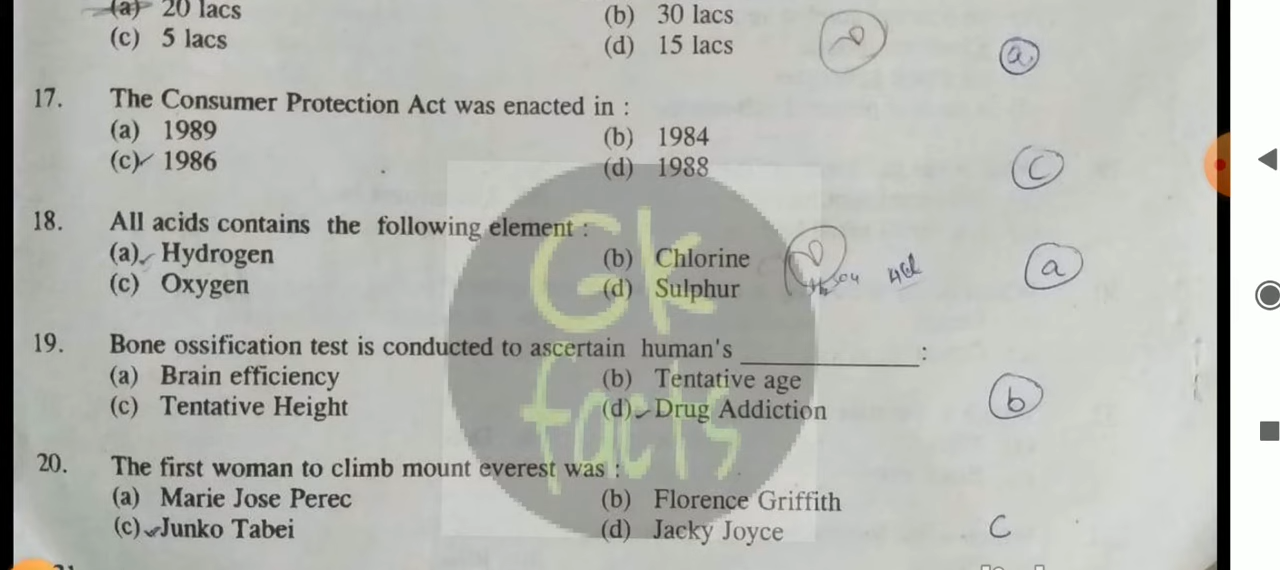 (a) 20 lacs (b) 30 lacs
(c) 5 lacs (d) 15 lacs a
17. The Consumer Protection Act was enacted in :
(a) 1989 (b) 1984
(c) 1986 (d) 1988 C
18. All acids contains the following element :
(a) Hydrogen (b) Chlorine a
(c) Oxygen (d) Sulphur
19. Bone ossification test is conducted to ascertain human's ____________ :
(a) Brain efficiency (b) Tentative age
(c) Tentative Height (d) Drug Addiction b
20. The first woman to climb mount everest was :
(a) Marie Jose Perec (b) Florence Griffith
(c) Junko Tabei (d) Jacky Joyce C
Gk
facts